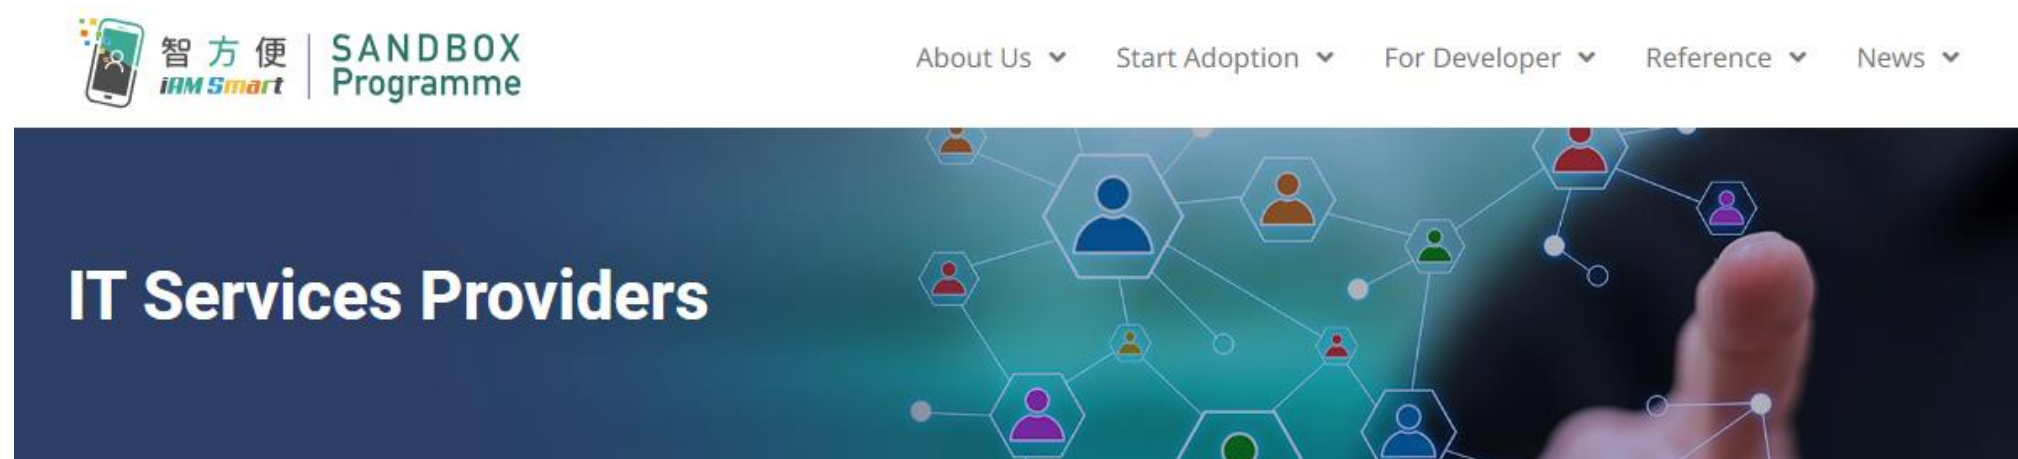 智方便
iAM Smart
SANDBOX
Programme
About Us
Start Adoption
For Developer
Reference
News
IT Services Providers